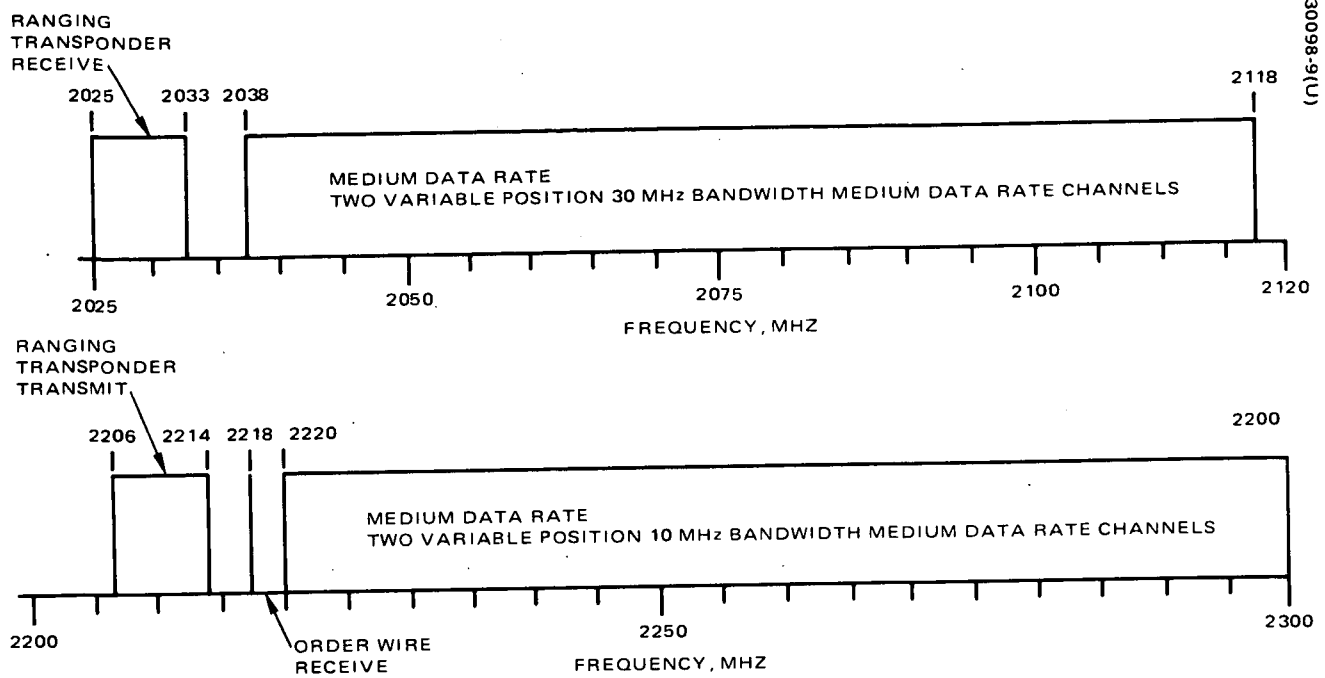 30098-9(U)
RANGING
TRANSPONDER
RECEIVE
2025 2033 2038 2118
MEDIUM DATA RATE
TWO VARIABLE POSITION 30 MHz BANDWIDTH MEDIUM DATA RATE CHANNELS
2025 2050 2075 2100 2120
FREQUENCY, MHZ
RANGING
TRANSPONDER
TRANSMIT
2206 2214 2218 2220 2200
MEDIUM DATA RATE
TWO VARIABLE POSITION 10 MHz BANDWIDTH MEDIUM DATA RATE CHANNELS
2200 2250 2300
ORDER WIRE
RECEIVE
FREQUENCY, MHZ